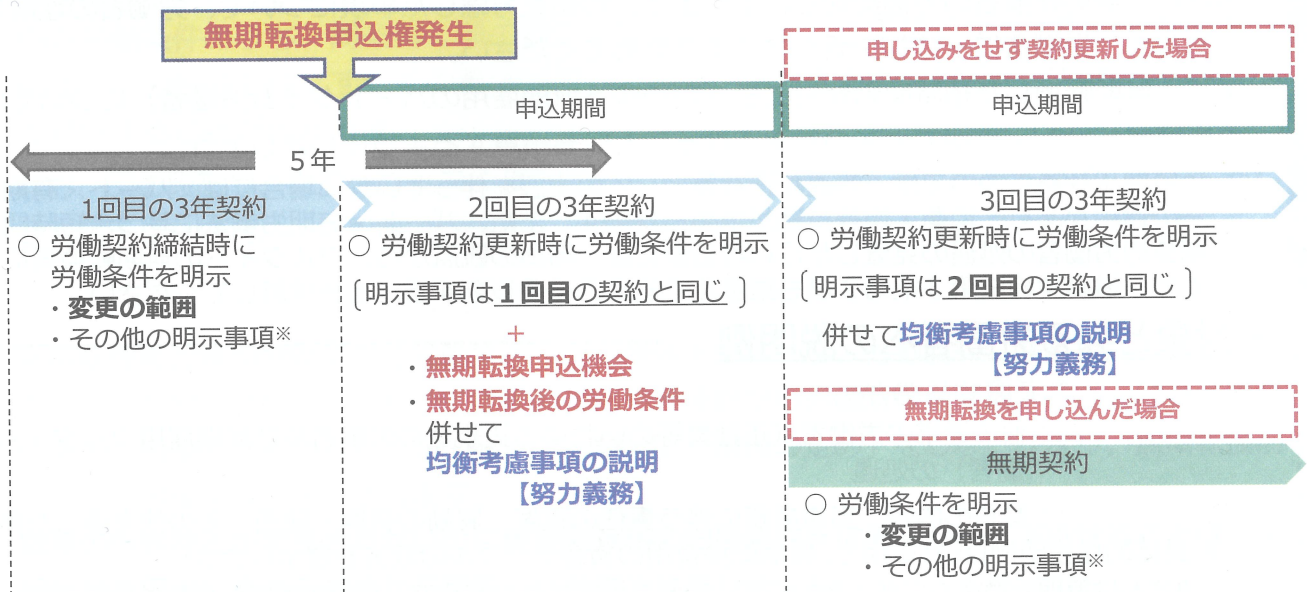 無期転換申込権発生
申し込みをせず契約更新した場合
申込期間
申込期間
5年
1回目の3年契約
2回目の3年契約
3回目の3年契約
○ 労働契約締結時に
労働条件を明示
・変更の範囲
・その他の明示事項※
○ 労働契約更新時に労働条件を明示
〔明示事項は１回目の契約と同じ 〕
＋
・無期転換申込機会
・無期転換後の労働条件
併せて
均衡考慮事項の説明
【努力義務】
○ 労働契約更新時に労働条件を明示
〔明示事項は２回目の契約と同じ 〕
併せて均衡考慮事項の説明
【努力義務】
無期転換を申し込んだ場合
無期契約
○ 労働条件を明示
・変更の範囲
・その他の明示事項※